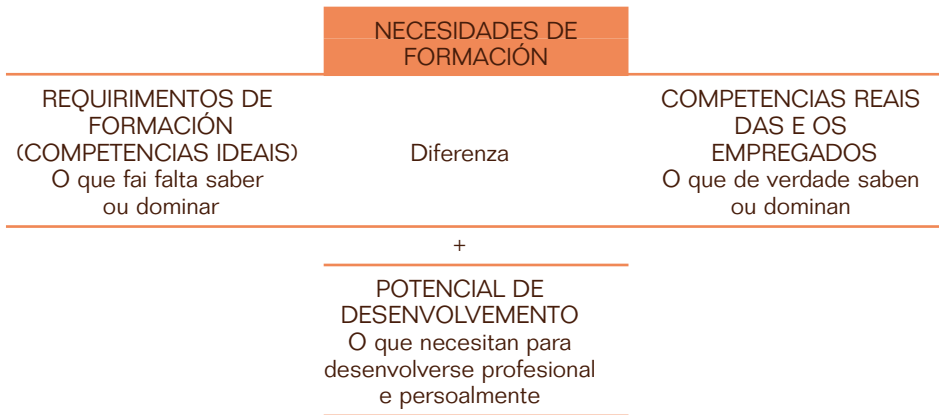 NECESIDADES DE
FORMACIÓN
REQUIRIMENTOS DE
FORMACIÓN
(COMPETENCIAS IDEAIS)
O que fai falta saber
ou dominar
Diferenza
COMPETENCIAS REAIS
DAS E OS
EMPREGADOS
O que de verdade saben
ou dominan
+
POTENCIAL DE
DESENVOLVEMENTO
O que necesitan para
desenvolverse profesional
e persoalmente